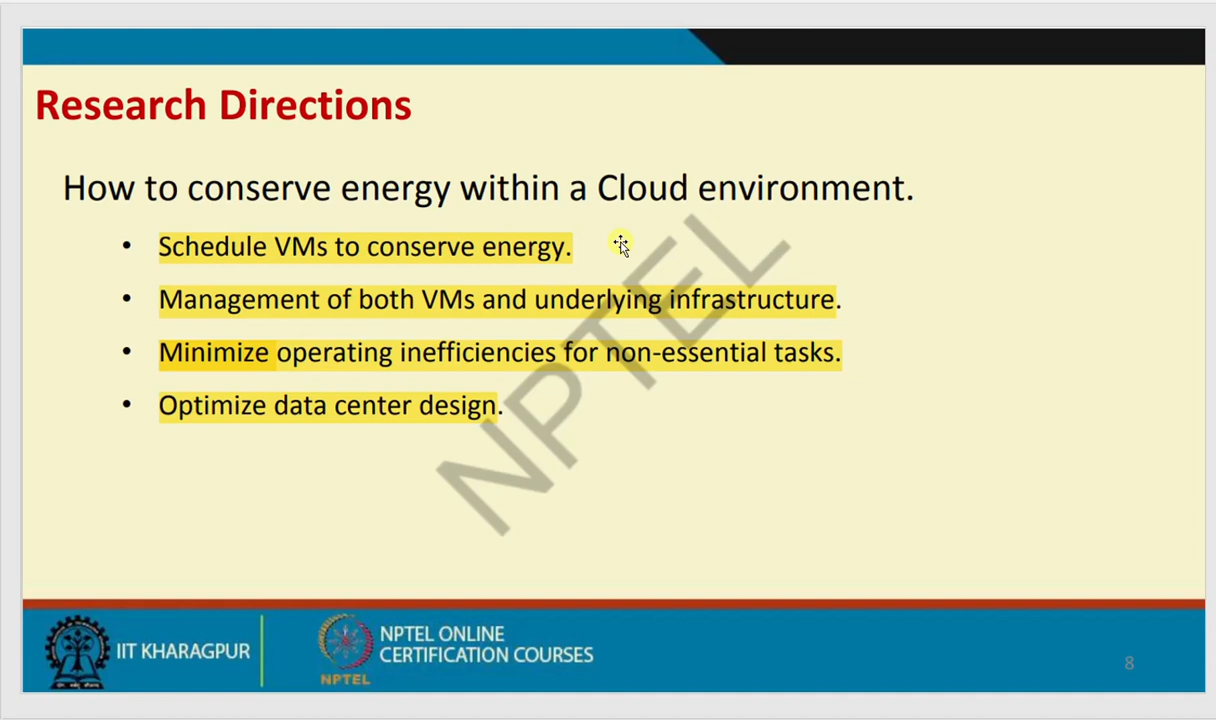 Research Directions
How to conserve energy within a Cloud environment.
• Schedule VMs to conserve energy.
• Management of both VMs and underlying infrastructure.
• Minimize operating inefficiencies for non-essential tasks.
• Optimize data center design.
NPTEL
IIT KHARAGPUR
NPTEL
NPTEL ONLINE
CERTIFICATION COURSES
8